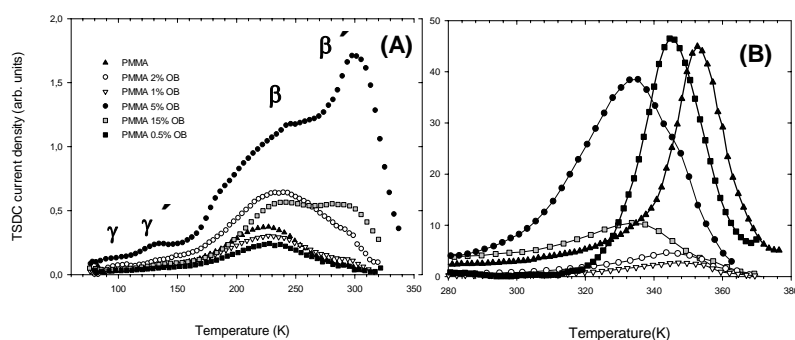 (A)
β´
β
γ
γ´
PMMA
PMMA 2% OB
PMMA 1% OB
PMMA 5% OB
PMMA 15% OB
PMMA 0.5% OB
TSDC current density (arb. units)
2,0
1,5
1,0
0,5
0,0
100 150 200 250 300 350
Temperature (K)
(B)
50
40
30
20
10
0
280 300 320 340 360 380
Temperature(K)